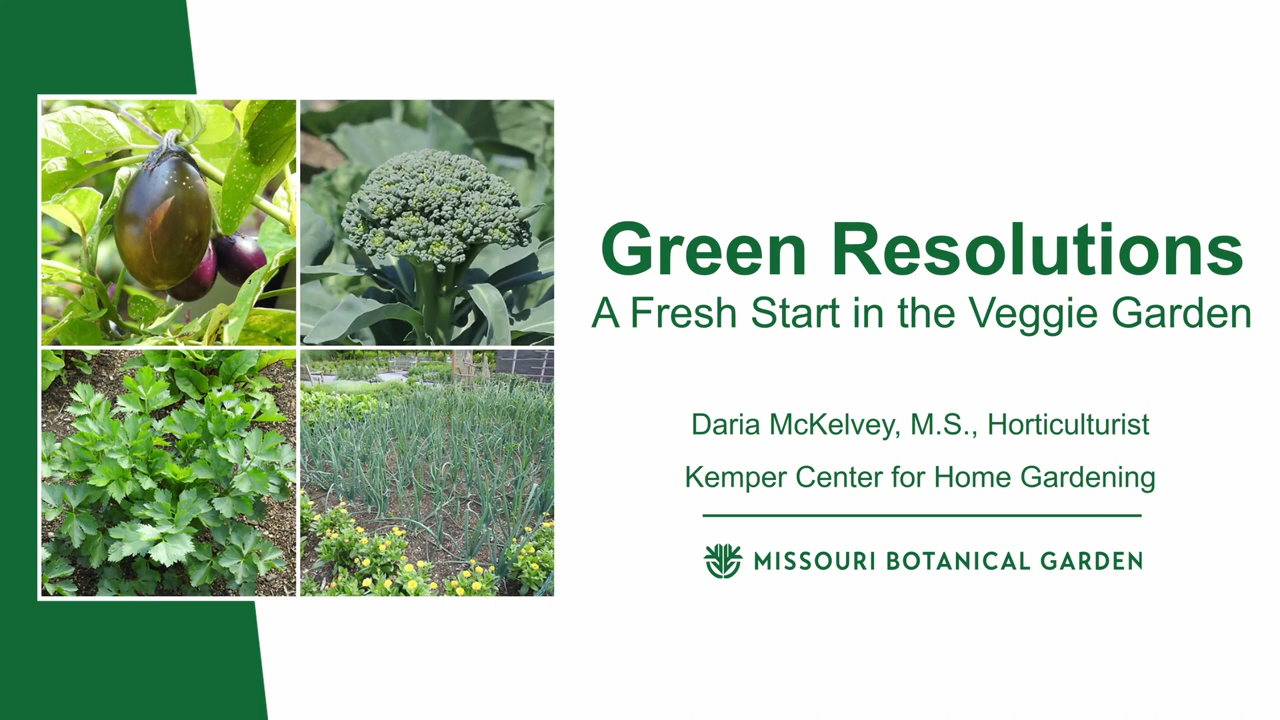 Green Resolutions
A Fresh Start in the Veggie Garden
Daria McKelvey, M.S., Horticulturist
Kemper Center for Home Gardening
MISSOURI BOTANICAL GARDEN